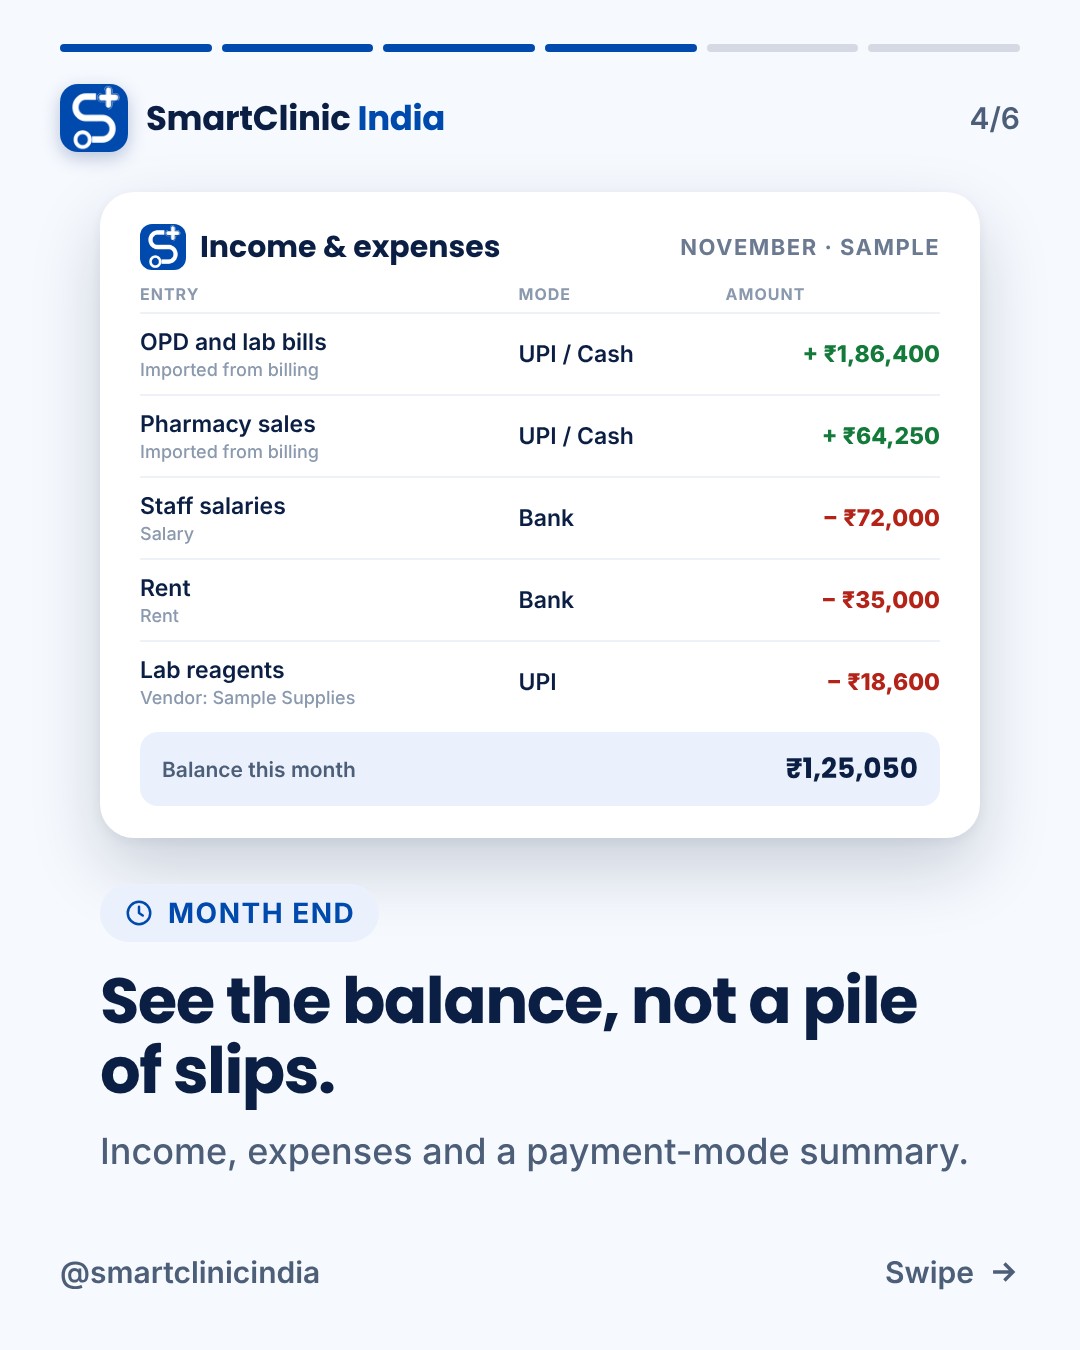 SmartClinic India
4/6
Income & expenses
NOVEMBER · SAMPLE
ENTRY MODE AMOUNT
OPD and lab bills
Imported from billing
UPI / Cash
+ ₹1,86,400
Pharmacy sales
Imported from billing
UPI / Cash
+ ₹64,250
Staff salaries
Salary
Bank
− ₹72,000
Rent
Rent
Bank
− ₹35,000
Lab reagents
Vendor: Sample Supplies
UPI
− ₹18,600
Balance this month
₹1,25,050
MONTH END
See the balance, not a pile
of slips.
Income, expenses and a payment-mode summary.
@smartclinicindia
Swipe →